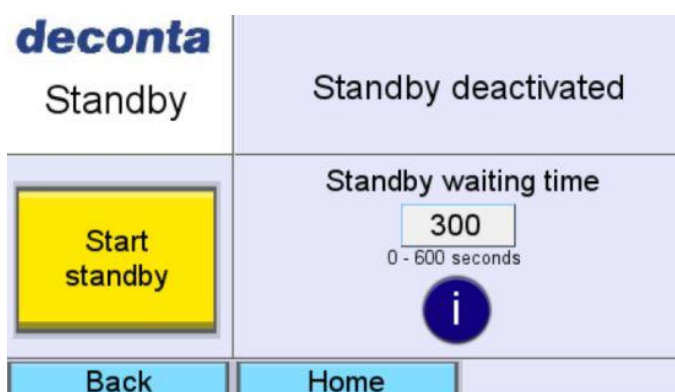 deconta
Standby
Standby deactivated
Start
standby
Standby waiting time
300
0 - 600 seconds
i
Back
Home